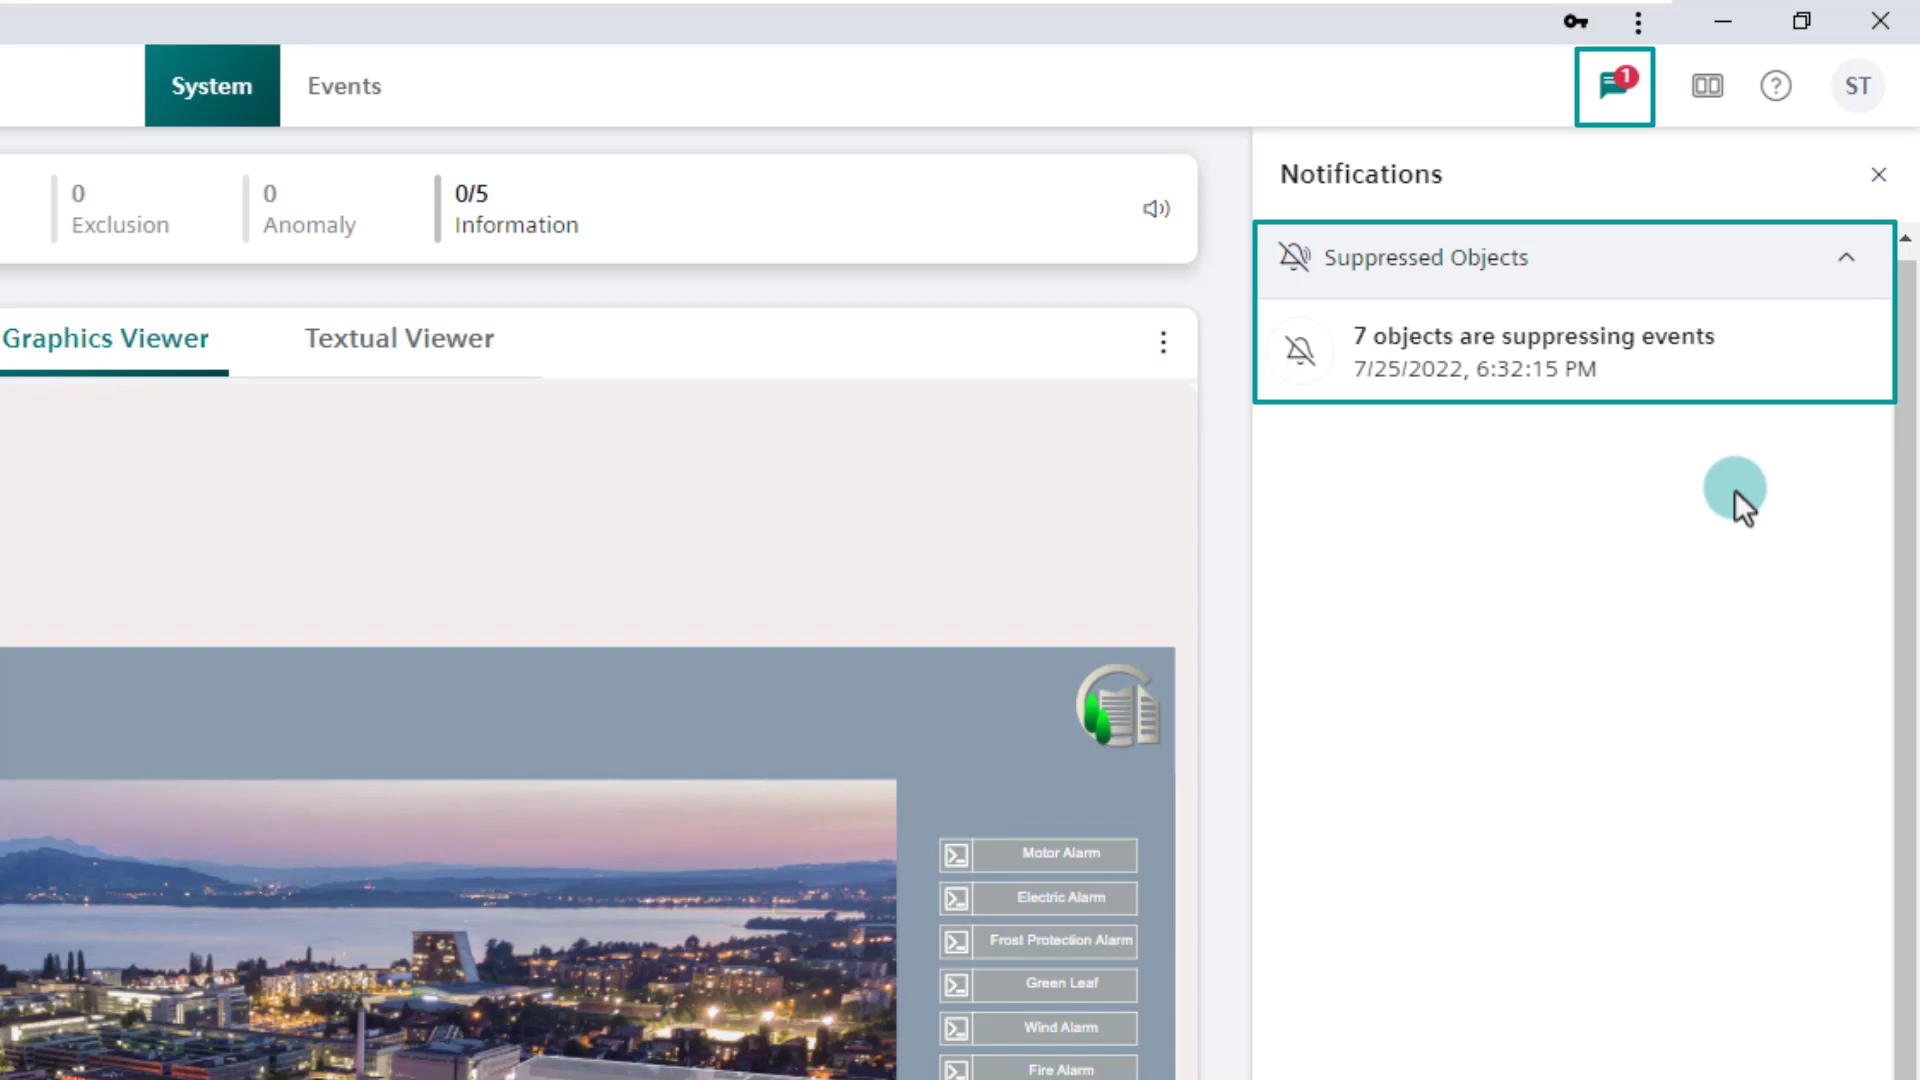 System
Events
1
ST
0
Exclusion
0
Anomaly
0/5
Information
Notifications
Suppressed Objects
7 objects are suppressing events
7/25/2022, 6:32:15 PM
Graphics Viewer
Textual Viewer
Motor Alarm
Electric Alarm
Frost Protection Alarm
Green Leaf
Wind Alarm
Fire Alarm